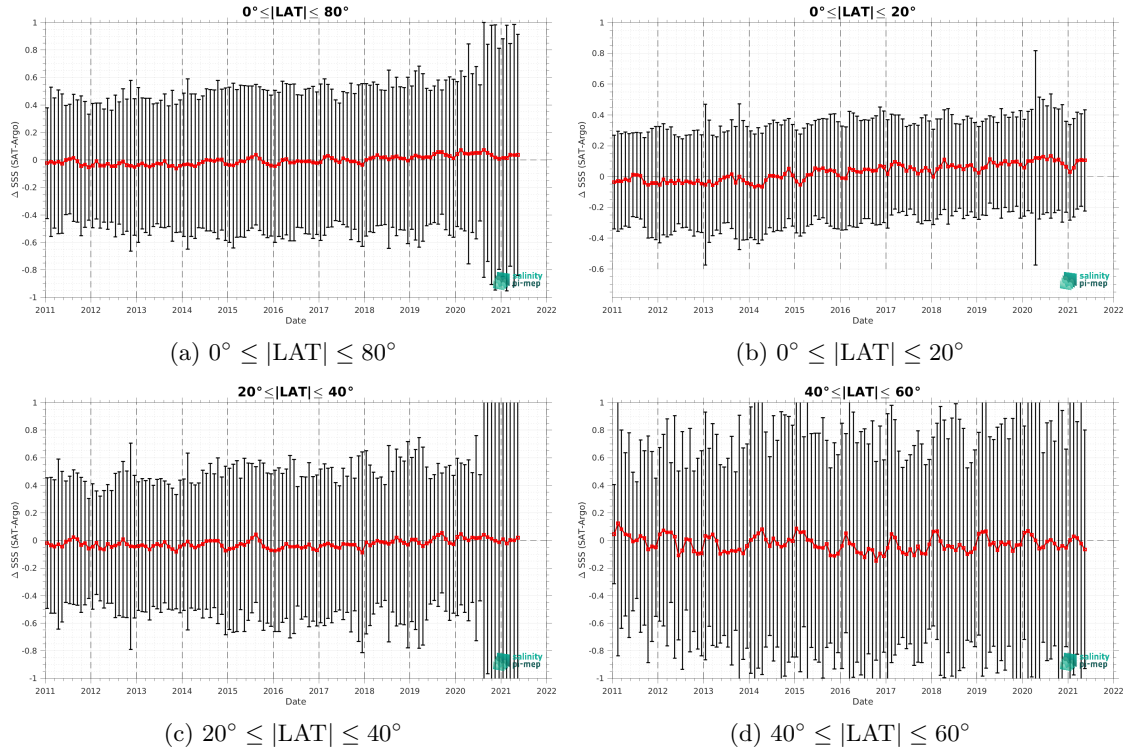 0°≤|LAT|≤ 80°
Δ SSS (SAT-Argo)
1
0.8
0.6
0.4
0.2
0
-0.2
-0.4
-0.6
-0.8
-1
2011 2012 2013 2014 2015 2016 2017 2018 2019 2020 2021 2022
Date
salinity
pi-mep
(a) 0° ≤ |LAT| ≤ 80°
0°≤|LAT|≤ 20°
Δ SSS (SAT-Argo)
1
0.8
0.6
0.4
0.2
0
-0.2
-0.4
-0.6
2011 2012 2013 2014 2015 2016 2017 2018 2019 2020 2021 2022
Date
salinity
pi-mep
(b) 0° ≤ |LAT| ≤ 20°
20°≤|LAT|≤ 40°
Δ SSS (SAT-Argo)
1
0.8
0.6
0.4
0.2
0
-0.2
-0.4
-0.6
-0.8
-1
2011 2012 2013 2014 2015 2016 2017 2018 2019 2020 2021 2022
Date
salinity
pi-mep
(c) 20° ≤ |LAT| ≤ 40°
40°≤|LAT|≤ 60°
Δ SSS (SAT-Argo)
1
0.8
0.6
0.4
0.2
0
-0.2
-0.4
-0.6
-0.8
-1
2011 2012 2013 2014 2015 2016 2017 2018 2019 2020 2021 2022
Date
salinity
pi-mep
(d) 40° ≤ |LAT| ≤ 60°